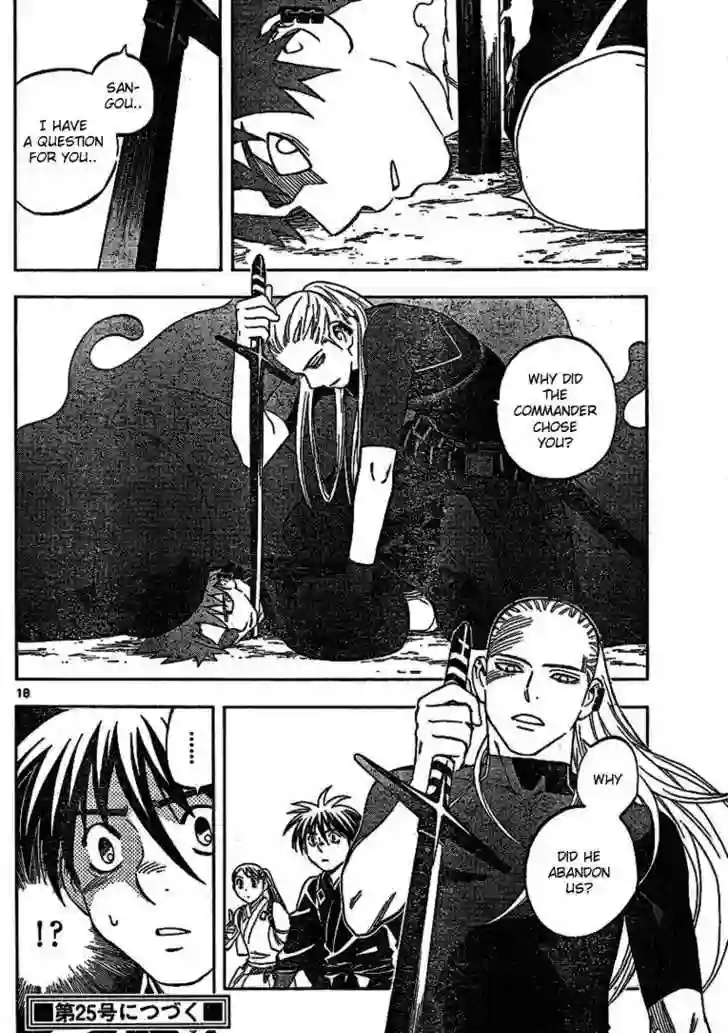 SAN-
GOU..
I HAVE
A QUESTION
FOR YOU..
WHY DID
THE
COMMANDER
CHOSE
YOU?
18
WHY
DID HE
ABANDON
US?
………
!?
■第25号につづく■